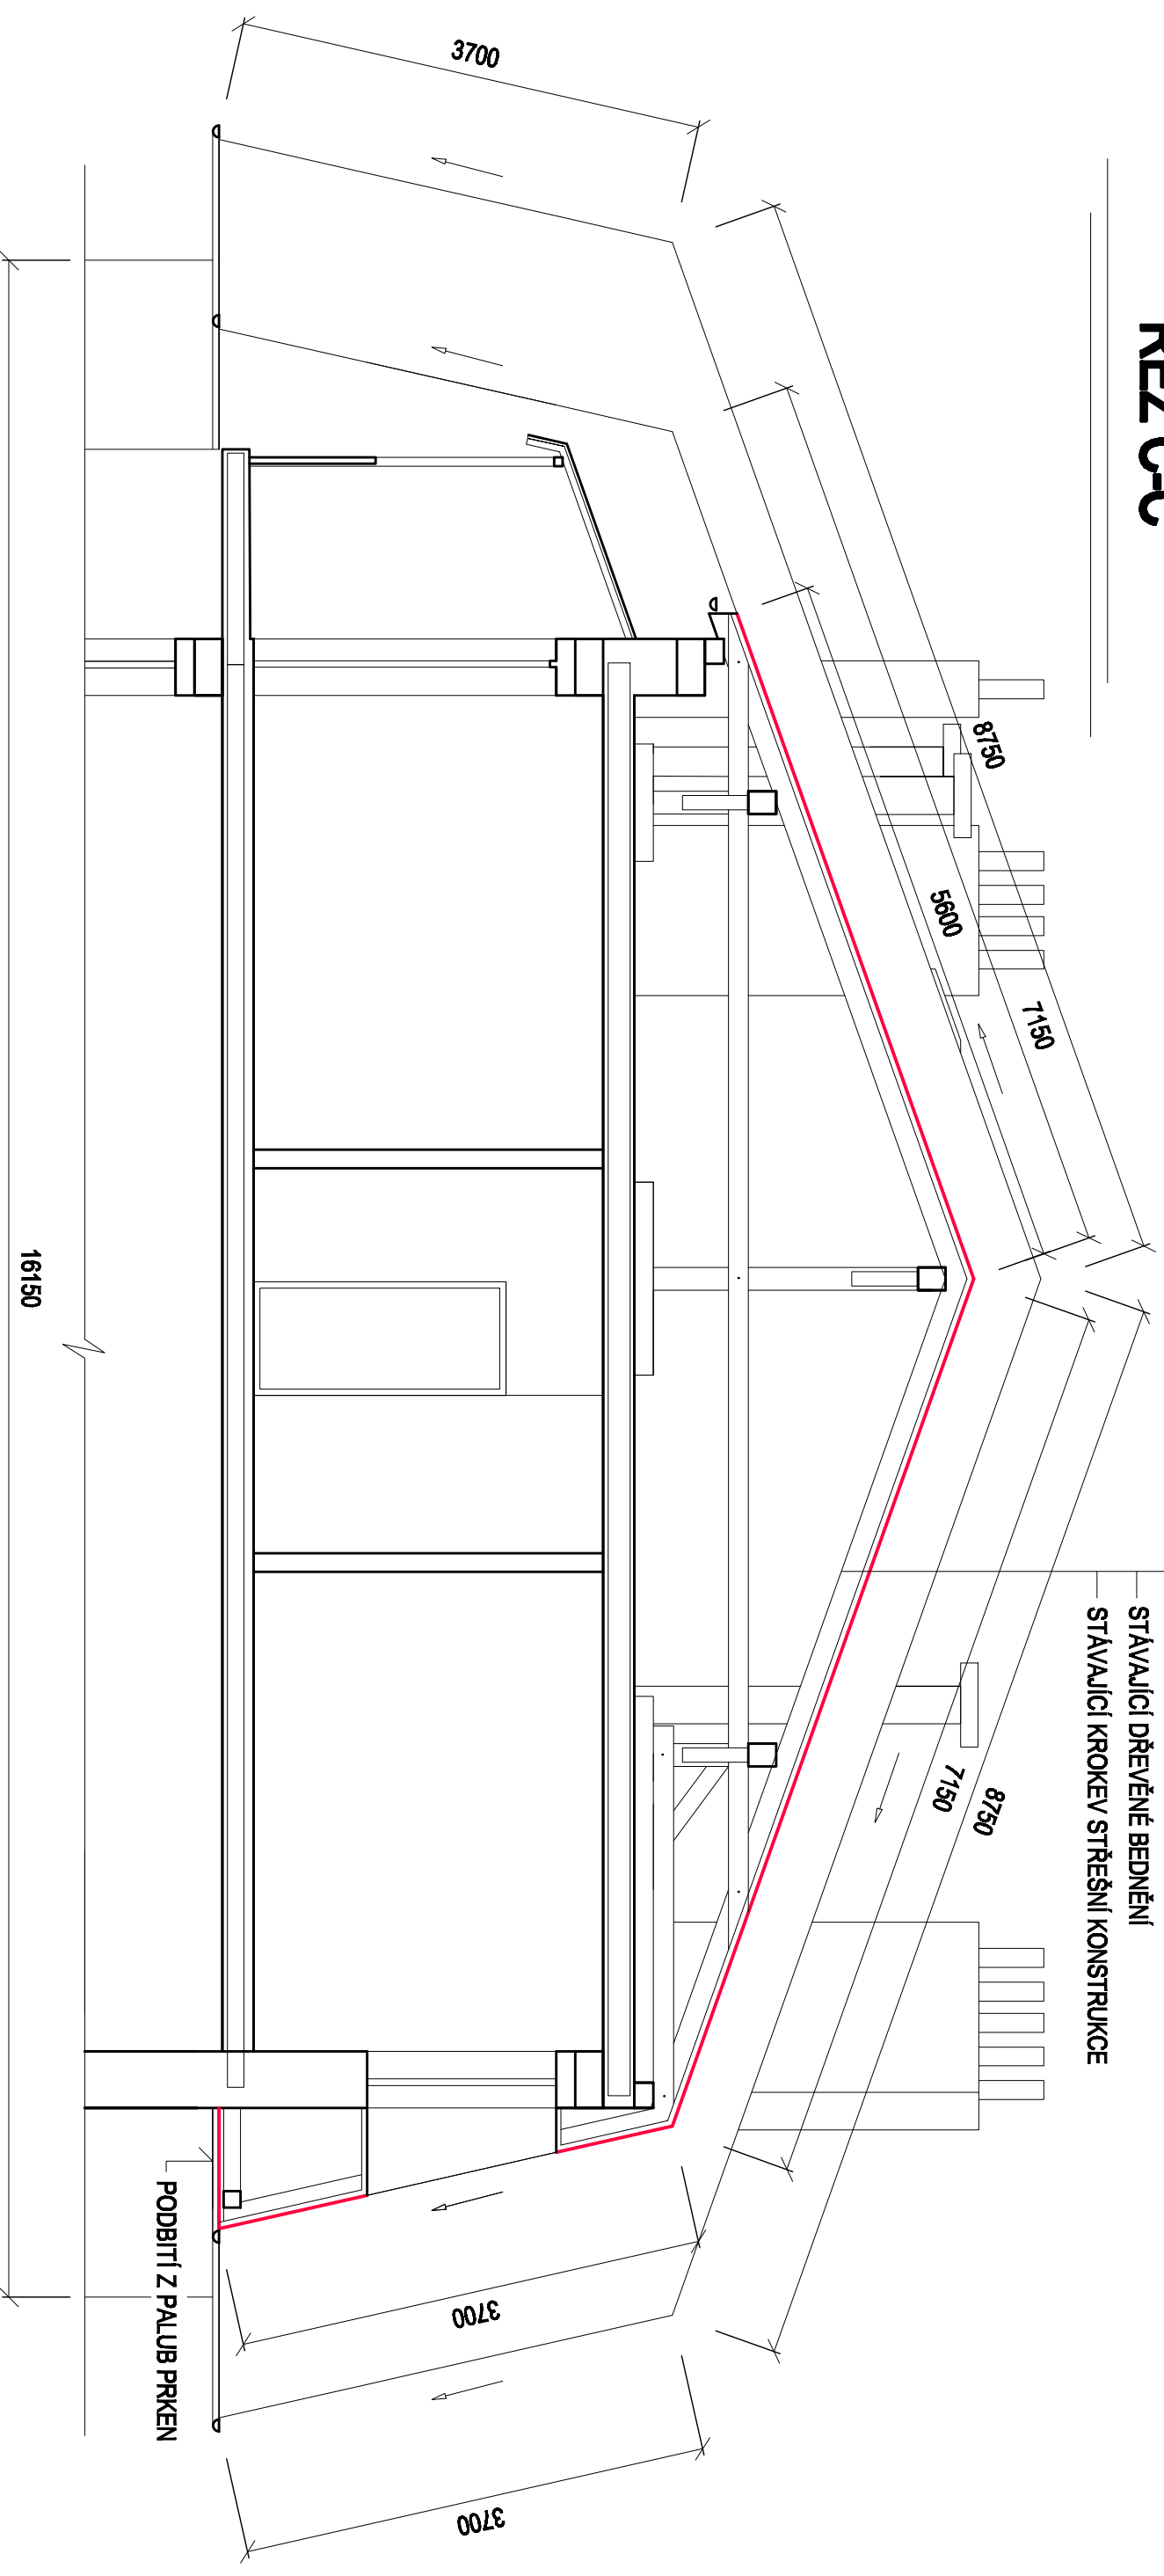 ŘEZ C-C
STÁVAJÍCÍ DŘEVĚNÉ BEDNĚNÍ
STÁVAJÍCÍ KROKEV STŘEŠNÍ KONSTRUKCE
8750
7150
5600
8750
7150
3700
3700
3700
PODBITÍ Z PALUB PRKEN
16150